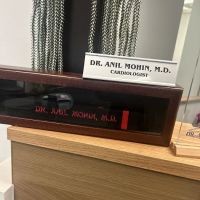 DR. ANIL MOHIN, M.D.
CARDIOLOGIST
DR. ANIL MOHIN, M.D.